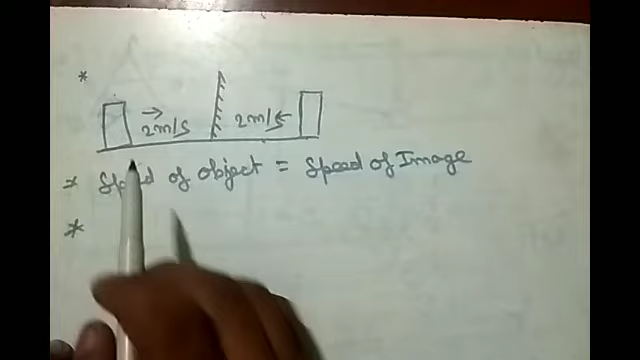 *
2m/s 2m/s
* Speed of object = Speed of Image
*